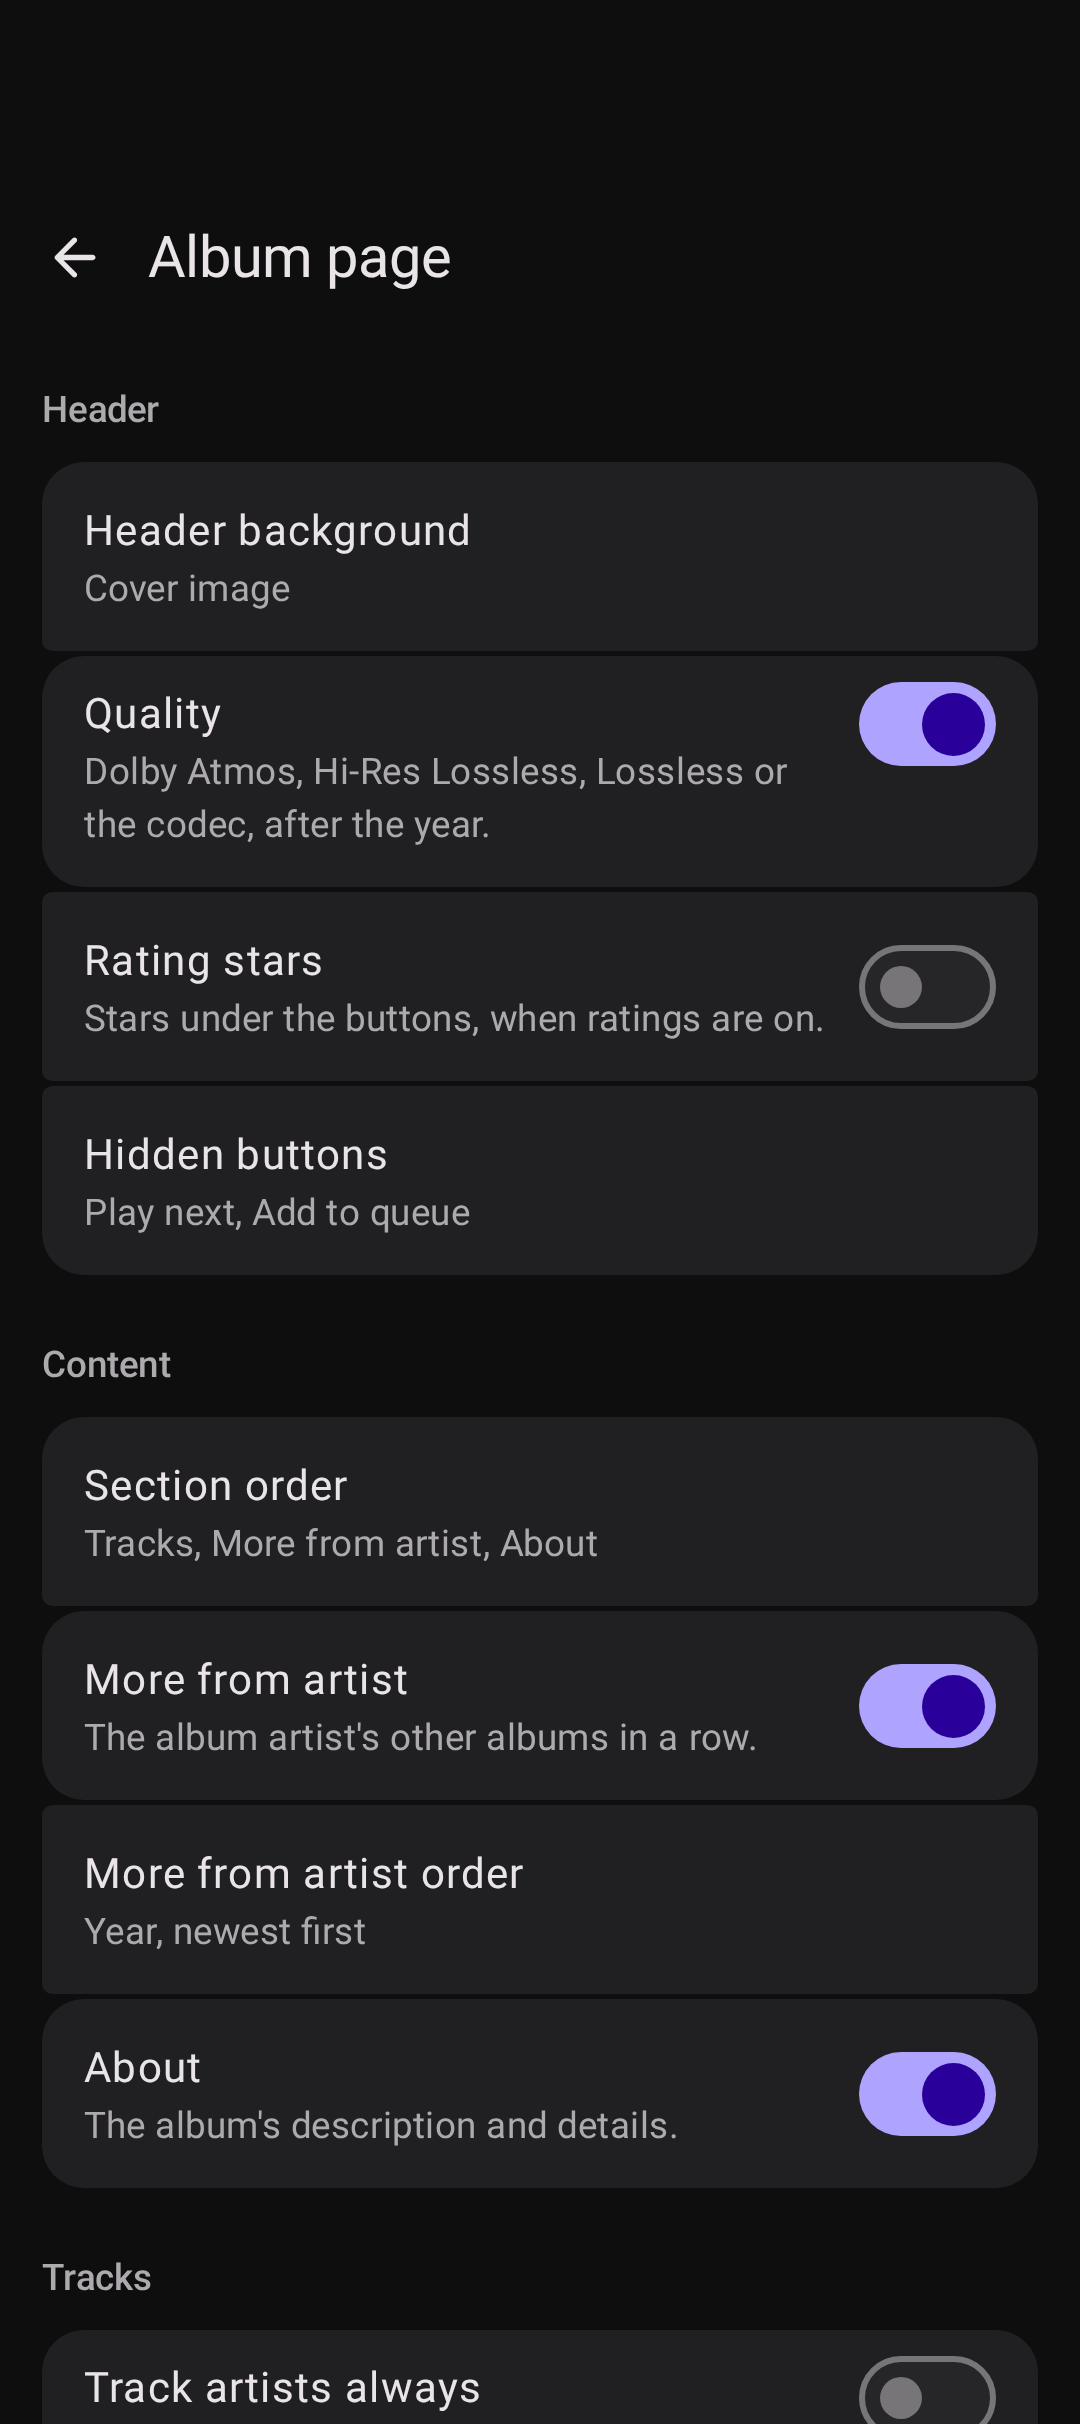 Album page
Header
Header background
Cover image
Quality
Dolby Atmos, Hi-Res Lossless, Lossless or
the codec, after the year.
Rating stars
Stars under the buttons, when ratings are on.
Hidden buttons
Play next, Add to queue
Content
Section order
Tracks, More from artist, About
More from artist
The album artist's other albums in a row.
More from artist order
Year, newest first
About
The album's description and details.
Tracks
Track artists always